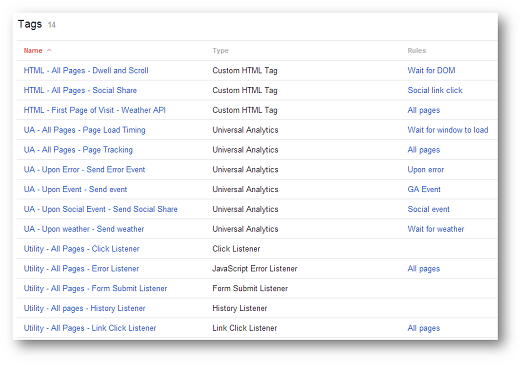 Tags 14
Name Type Rules
HTML - All Pages - Dwell and Scroll Custom HTML Tag Wait for DOM
HTML - All Pages - Social Share Custom HTML Tag Social link click
HTML - First Page of Visit - Weather API Custom HTML Tag All pages
UA - All Pages - Page Load Timing Universal Analytics Wait for window to load
UA - All Pages - Page Tracking Universal Analytics All pages
UA - Upon Error - Send Error Event Universal Analytics Upon error
UA - Upon Event - Send event Universal Analytics GA Event
UA - Upon Social Event - Send Social Share Universal Analytics Social event
UA - Upon weather - Send weather Universal Analytics Wait for weather
Utility - All Pages - Click Listener Click Listener
Utility - All Pages - Error Listener JavaScript Error Listener All pages
Utility - All Pages - Form Submit Listener Form Submit Listener
Utility - All pages - History Listener History Listener
Utility - All Pages - Link Click Listener Link Click Listener All pages